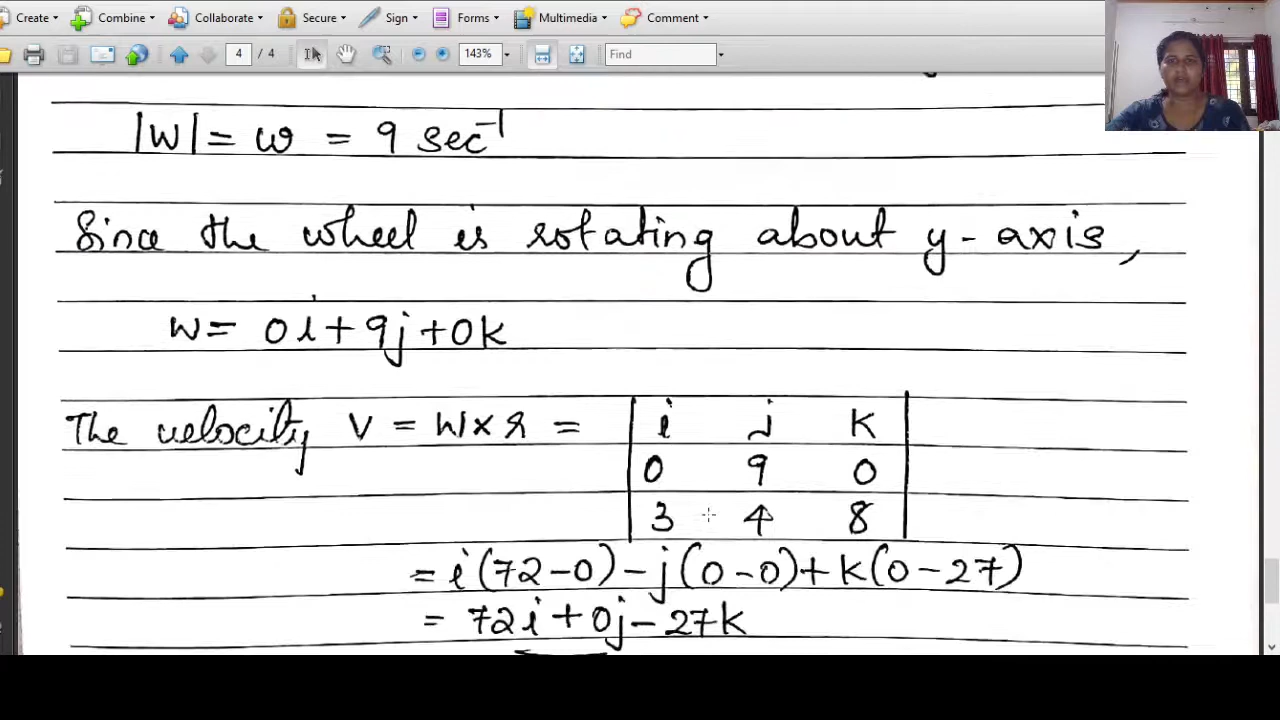 Create Combine Collaborate Secure Sign Forms Multimedia Comment
4 / 4 143% Find
|W| = w = 9 sec⁻¹
Since the wheel is rotating about y-axis,
W = 0i + 9j + 0k
The velocity V = W × r =
i j k
0 9 0
3 4 8
= i(72-0) - j(0-0) + k(0-27)
= 72i + 0j - 27k